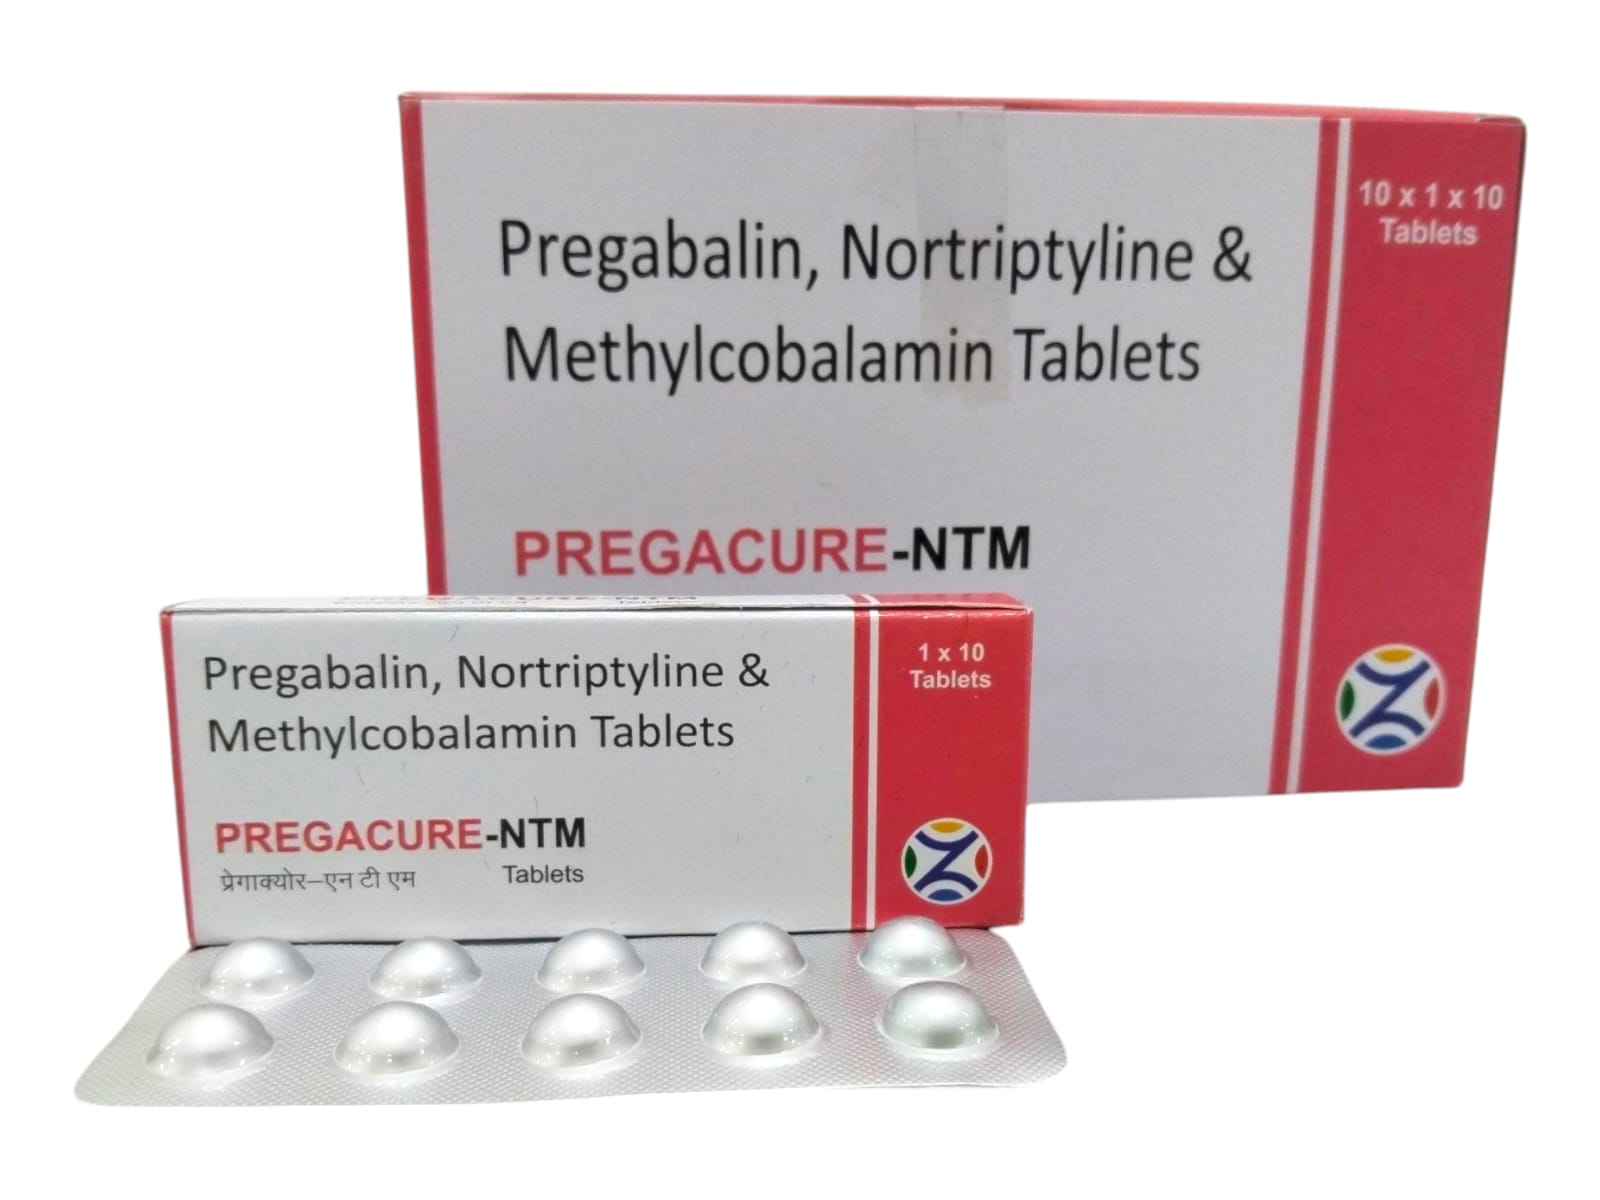 Pregabalin, Nortriptyline &
Methylcobalamin Tablets
PREGACURE-NTM
10 x 1 x 10
Tablets
Pregabalin, Nortriptyline &
Methylcobalamin Tablets
PREGACURE-NTM
प्रेगाक्योर–एन टी एम
Tablets
1 x 10
Tablets